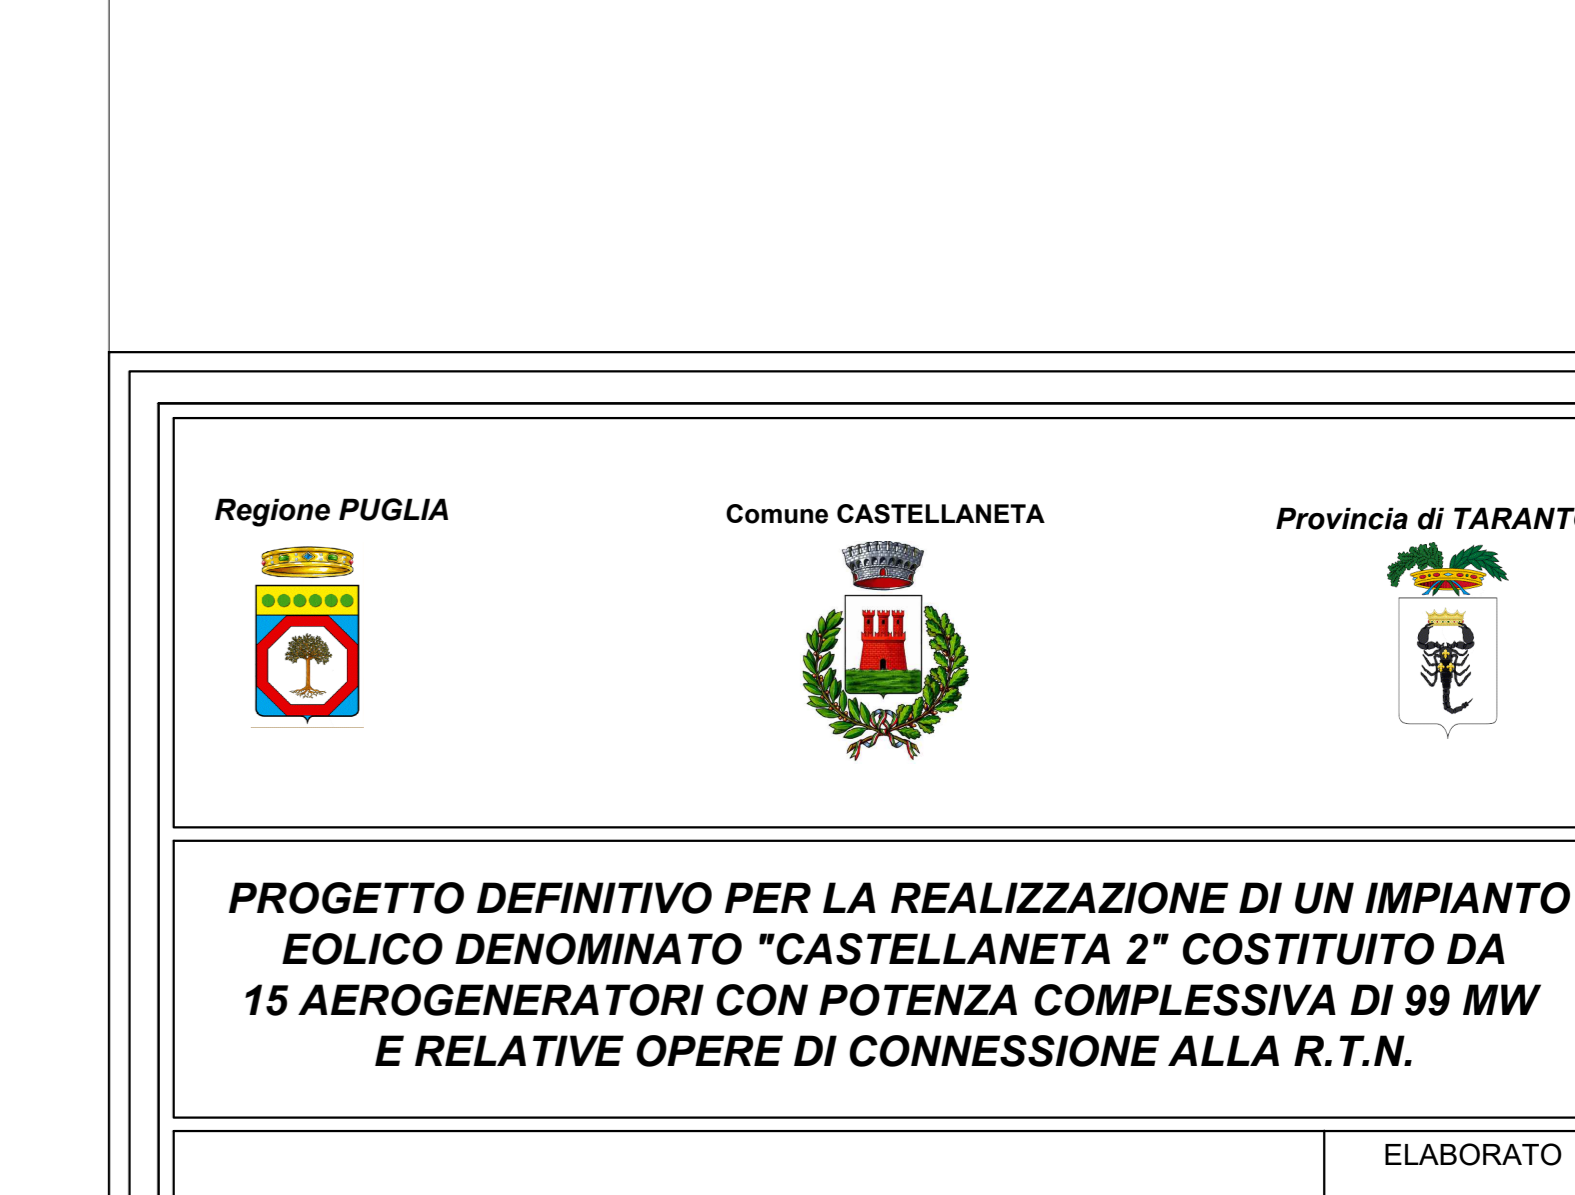 Regione PUGLIA
Comune CASTELLANETA
Provincia di
PROGETTO DEFINITIVO PER LA REALIZZAZIONE DI UN IMPIANTO
EOLICO DENOMINATO "CASTELLANETA 2" COSTITUITO DA
15 AEROGENERATORI CON POTENZA COMPLESSIVA DI 99 MW
E RELATIVE OPERE DI CONNESSIONE ALLA R.T.N.
ELABORATO